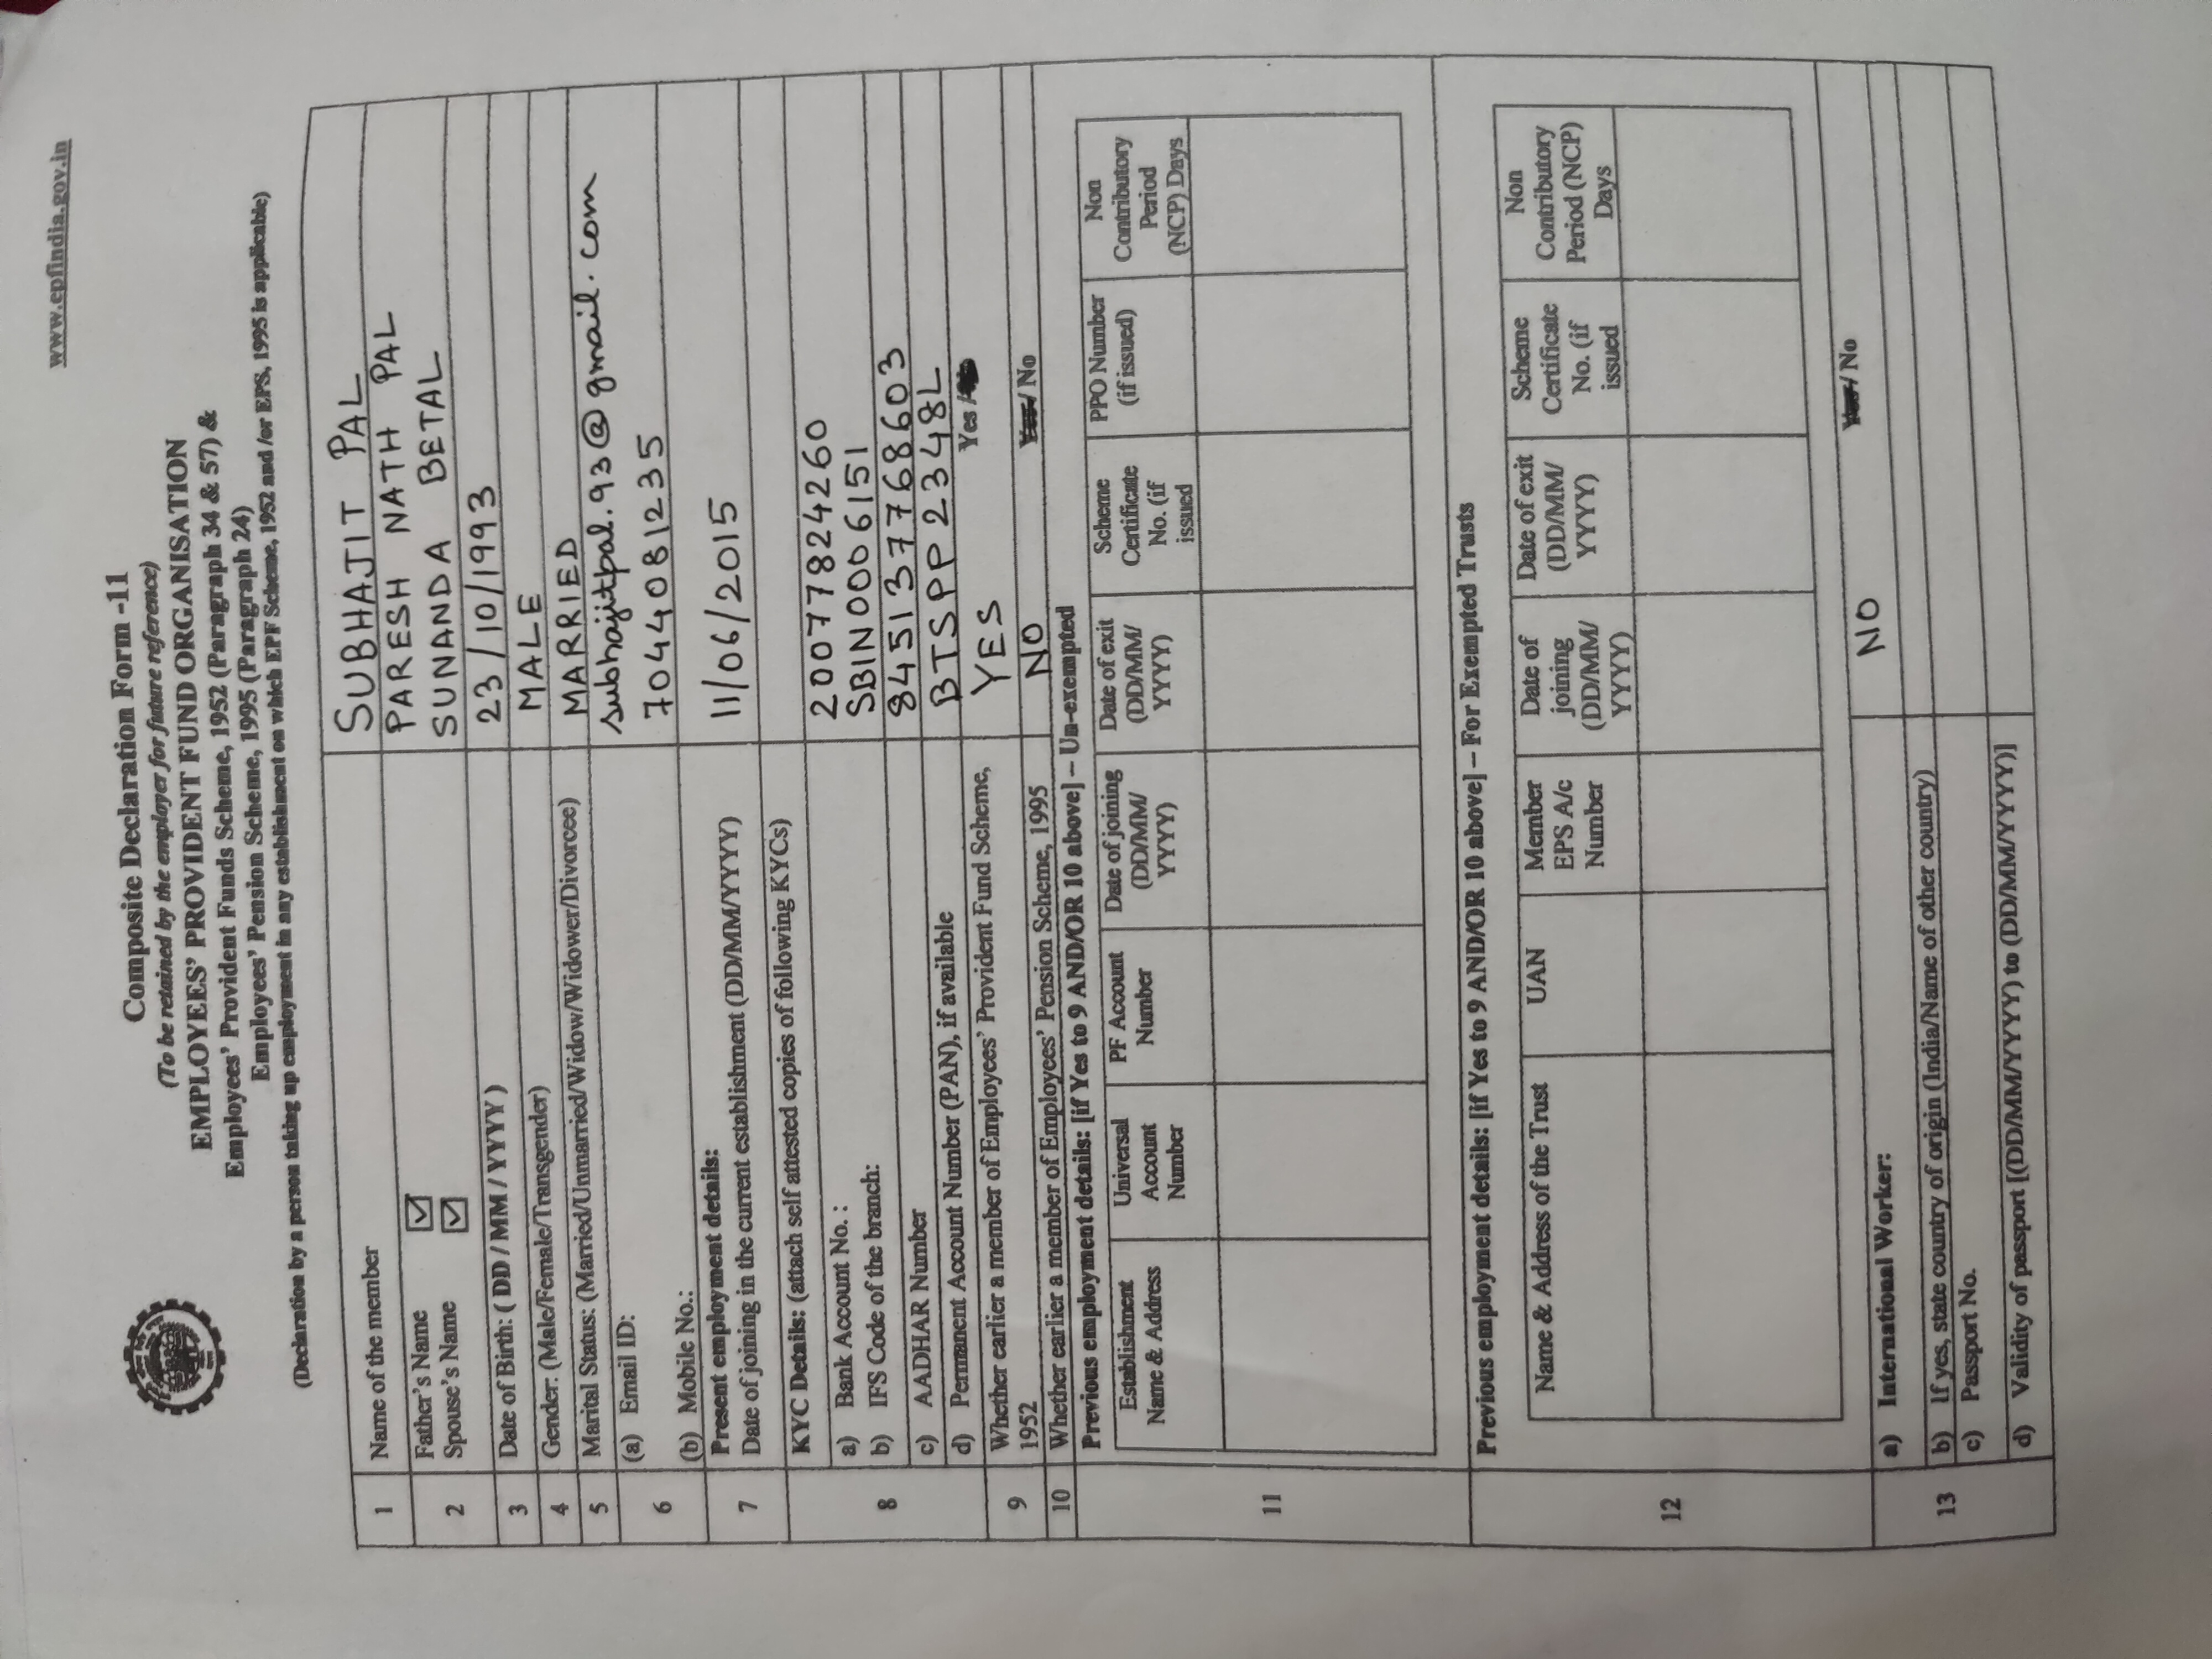 www.epfindia.gov.in
Composite Declaration Form -11
(To be retained by the employer for future reference)
EMPLOYEES' PROVIDENT FUND ORGANISATION
Employees' Provident Funds Scheme, 1952 (Paragraph 34 & 57) &
Employees' Pension Scheme, 1995 (Paragraph 24)
(Declaration by a person taking up employment in any establishment on which EPF Scheme, 1952 and /or EPS, 1995 is applicable)
1 Name of the member SUBHAJIT PAL
2 Father's Name ☑ PARESH NATH PAL
Spouse's Name ☑ SUNANDA BETAL
3 Date of Birth: ( DD / MM / YYYY ) 23/10/1993
4 Gender: (Male/Female/Transgender) MALE
5 Marital Status: (Married/Unmarried/Widow/Widower/Divorcee) MARRIED
6 (a) Email ID: subhajitpal.93@gmail.com
(b) Mobile No.: 7044081235
7 Present employment details:
Date of joining in the current establishment (DD/MM/YYYY) 11/06/2015
8 KYC Details: (attach self attested copies of following KYCs)
a) Bank Account No. : 20077824260
b) IFS Code of the branch: SBIN0006151
c) AADHAR Number 845137768603
d) Permanent Account Number (PAN), if available BTSPP2348L
9 Whether earlier a member of Employees' Provident Fund Scheme, 1952 YES Yes /
10 Whether earlier a member of Employees' Pension Scheme, 1995 NO Yes/ No
11 Previous employment details: [if Yes to 9 AND/OR 10 above] – Un-exempted
Establishment Name & Address
Universal Account Number
PF Account Number
Date of joining (DD/MM/YYYY)
Date of exit (DD/MM/YYYY)
Scheme Certificate No. (if issued
PPO Number (if issued)
Non Contributory Period (NCP) Days
12 Previous employment details: [if Yes to 9 AND/OR 10 above] – For Exempted Trusts
Name & Address of the Trust
UAN
Member EPS A/c Number
Date of joining (DD/MM/YYYY)
Date of exit (DD/MM/YYYY)
Scheme Certificate No. (if issued
Non Contributory Period (NCP) Days
13 a) International Worker: NO Yes/ No
b) If yes, state country of origin (India/Name of other country)
c) Passport No.
d) Validity of passport [(DD/MM/YYYY) to (DD/MM/YYYY)]